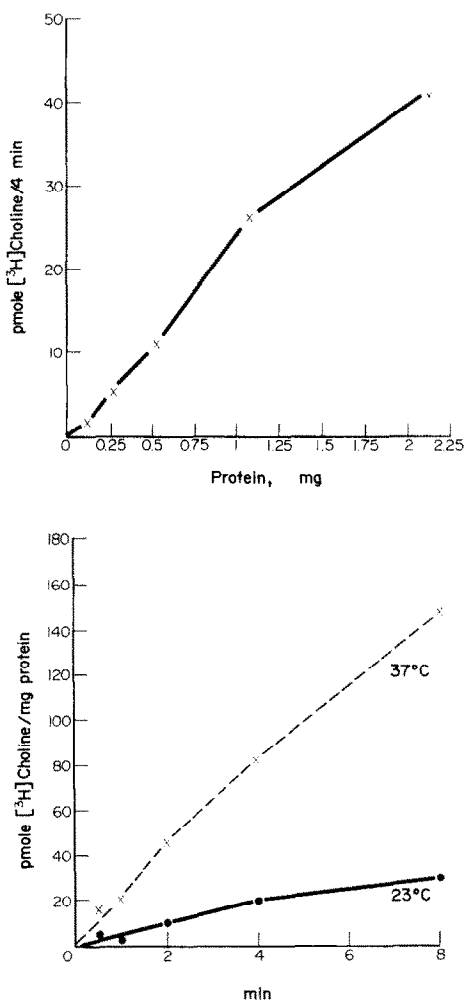 50
40
30
20
10
pmole [³H]Choline/4 min
0 0.25 0.5 0.75 1 1.25 1.5 1.75 2 2.25
Protein, mg
180
160
140
120
100
80
60
40
20
pmole [³H]Choline/mg protein
37°C
23°C
0 2 4 6 8
min